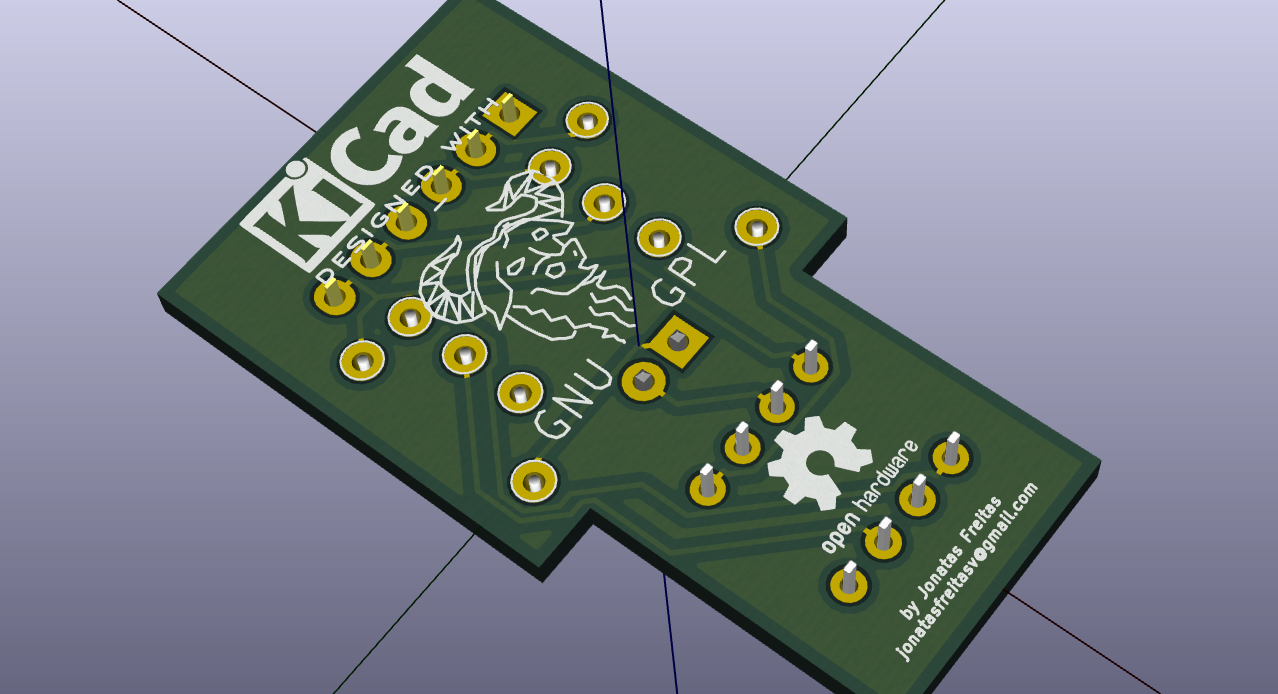 KiCad
DESIGNED WITH
GPL
GNU
open hardware
by Jonatas Freitas
jonatasfreitasv@gmail.com